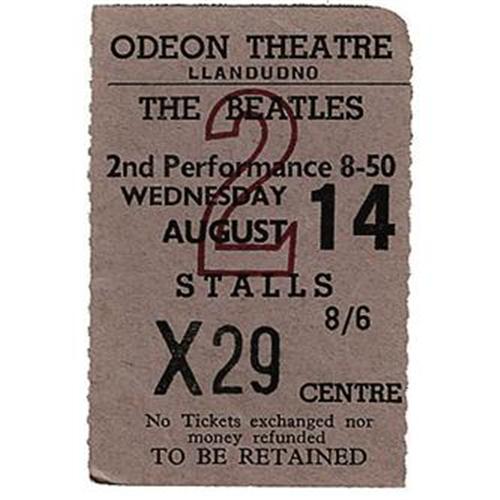 ODEON THEATRE
LLANDUDNO
THE BEATLES
2
2nd Performance 8-50
WEDNESDAY
AUGUST 14
STALLS
8/6
X29
CENTRE
No Tickets exchanged nor
money refunded
TO BE RETAINED